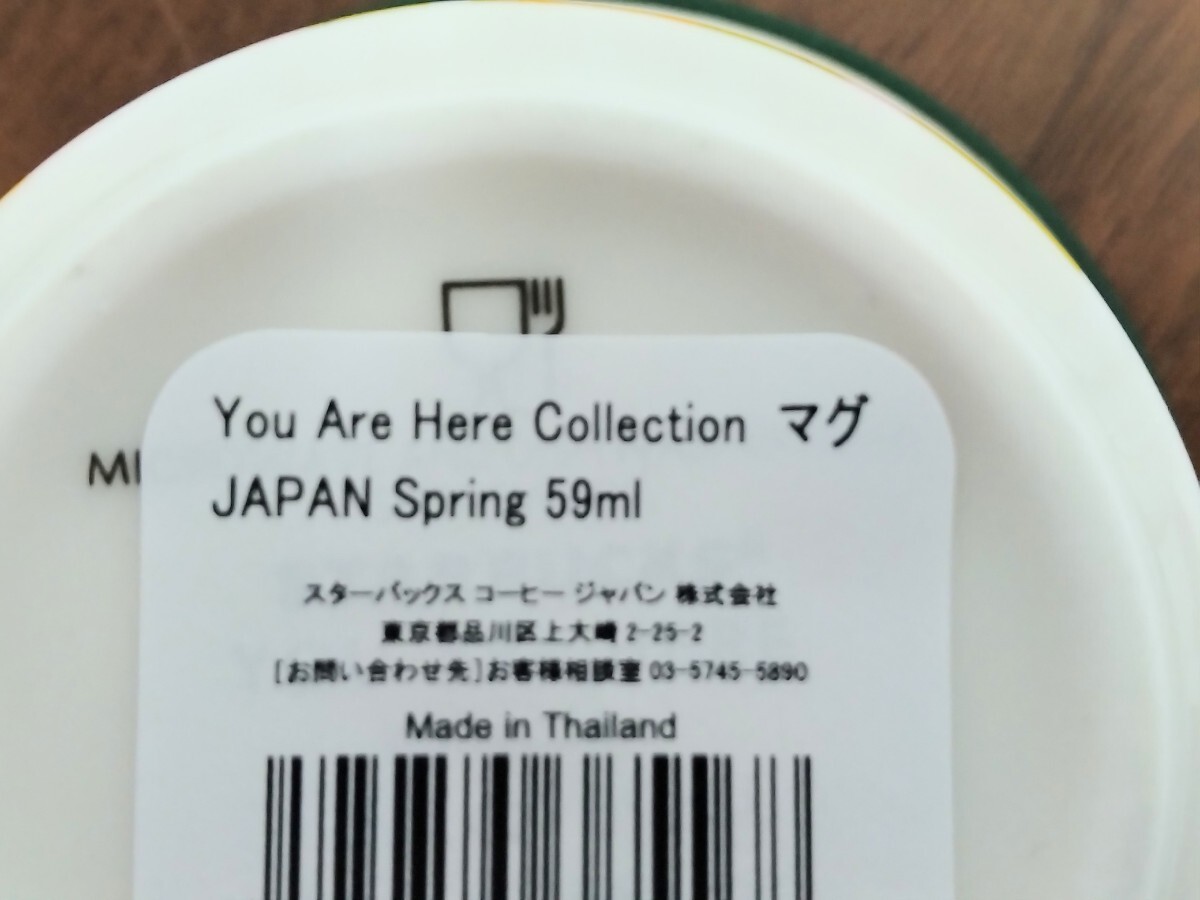 You Are Here Collection マグ
MI
JAPAN Spring 59ml
スターバックス コーヒー ジャパン 株式会社
東京都品川区上大崎2-25-2
[お問い合わせ先]お客様相談室 03-5745-5890
Made in Thailand